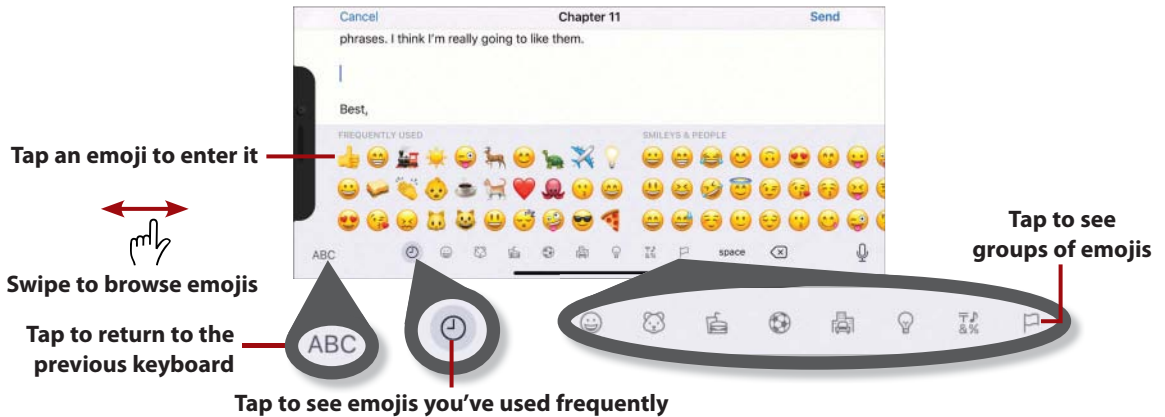 Cancel Chapter 11 Send
phrases. I think I'm really going to like them.
Best,
FREQUENTLY USED SMILEYS & PEOPLE
Tap an emoji to enter it
Swipe to browse emojis
ABC space
Tap to see
groups of emojis
Tap to return to the
previous keyboard
ABC
&%
Tap to see emojis you've used frequently